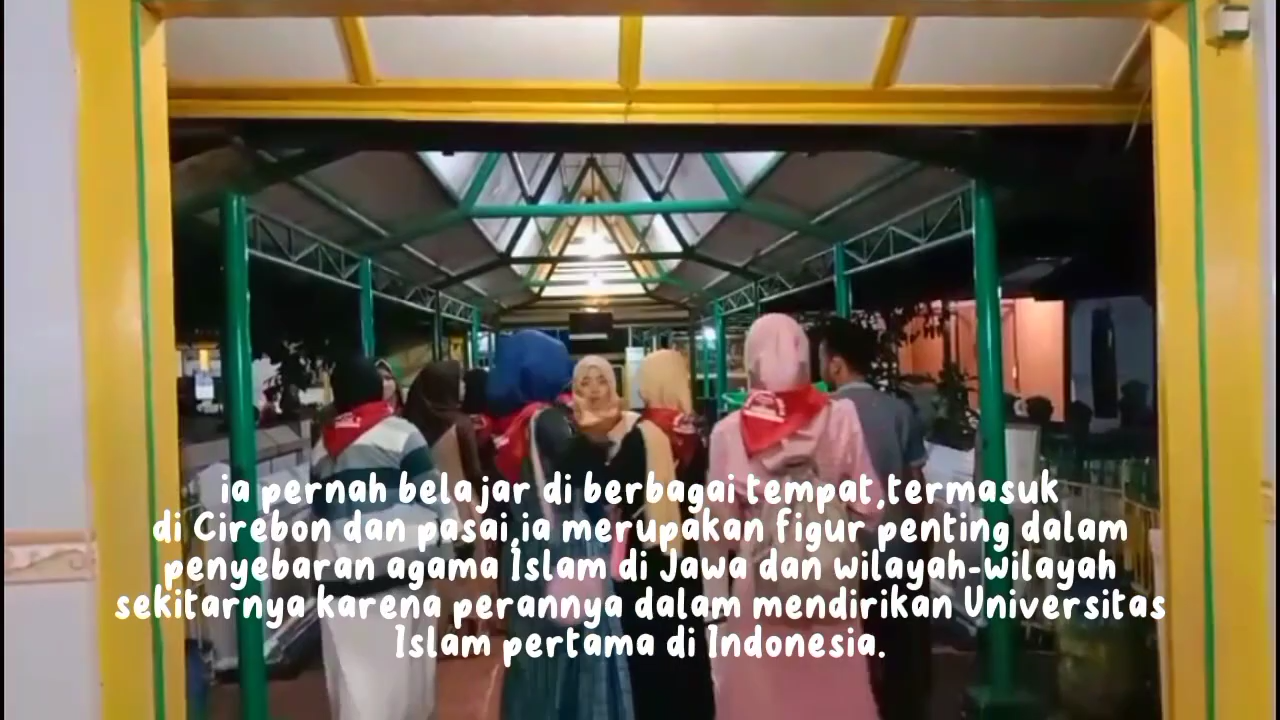 ia pernah belajar di berbagai tempat,termasuk
di Cirebon dan pasai,ia merupakan figur penting dalam
penyebaran agama Islam di Jawa dan wilayah-wilayah
sekitarnya karena perannya dalam mendirikan Universitas
Islam pertama di Indonesia.